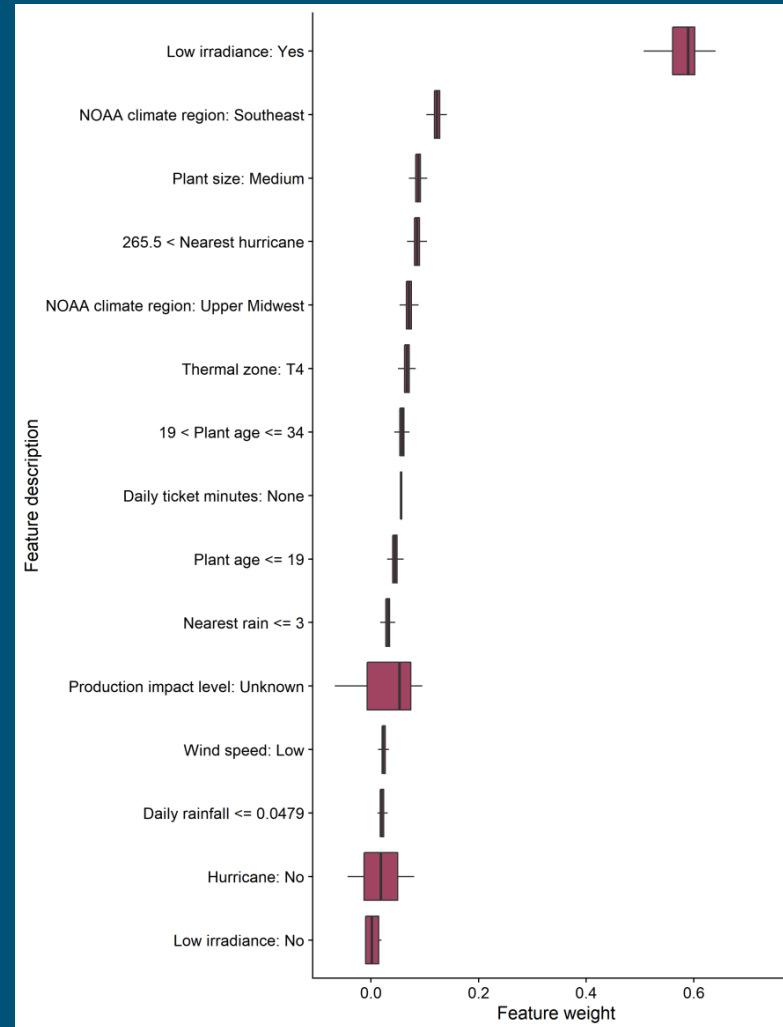 Low irradiance: Yes
NOAA climate region: Southeast
Plant size: Medium
265.5 < Nearest hurricane
NOAA climate region: Upper Midwest
Thermal zone: T4
19 < Plant age <= 34
Daily ticket minutes: None
Plant age <= 19
Nearest rain <= 3
Production impact level: Unknown
Wind speed: Low
Daily rainfall <= 0.0479
Hurricane: No
Low irradiance: No
Feature description
0.0 0.2 0.4 0.6
Feature weight